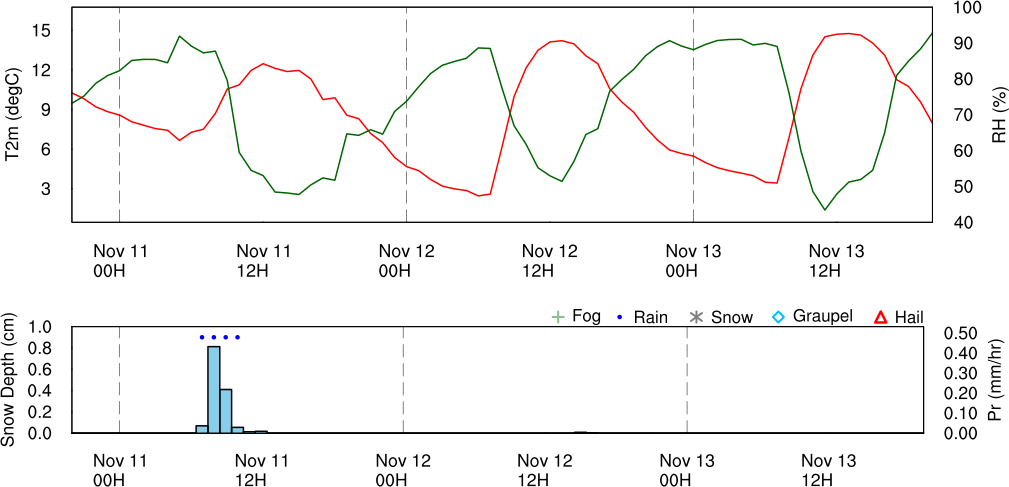 T2m (degC)
15
12
9
6
3
100
90
80
70
60
50
40
RH (%)
Nov 11 Nov 11 Nov 12 Nov 12 Nov 13 Nov 13
00H 12H 00H 12H 00H 12H
Fog Rain Snow Graupel Hail
Snow Depth (cm)
1.0
0.8
0.6
0.4
0.2
0.0
0.50
0.40
0.30
0.20
0.10
0.00
Pr (mm/hr)
Nov 11 Nov 11 Nov 12 Nov 12 Nov 13 Nov 13
00H 12H 00H 12H 00H 12H